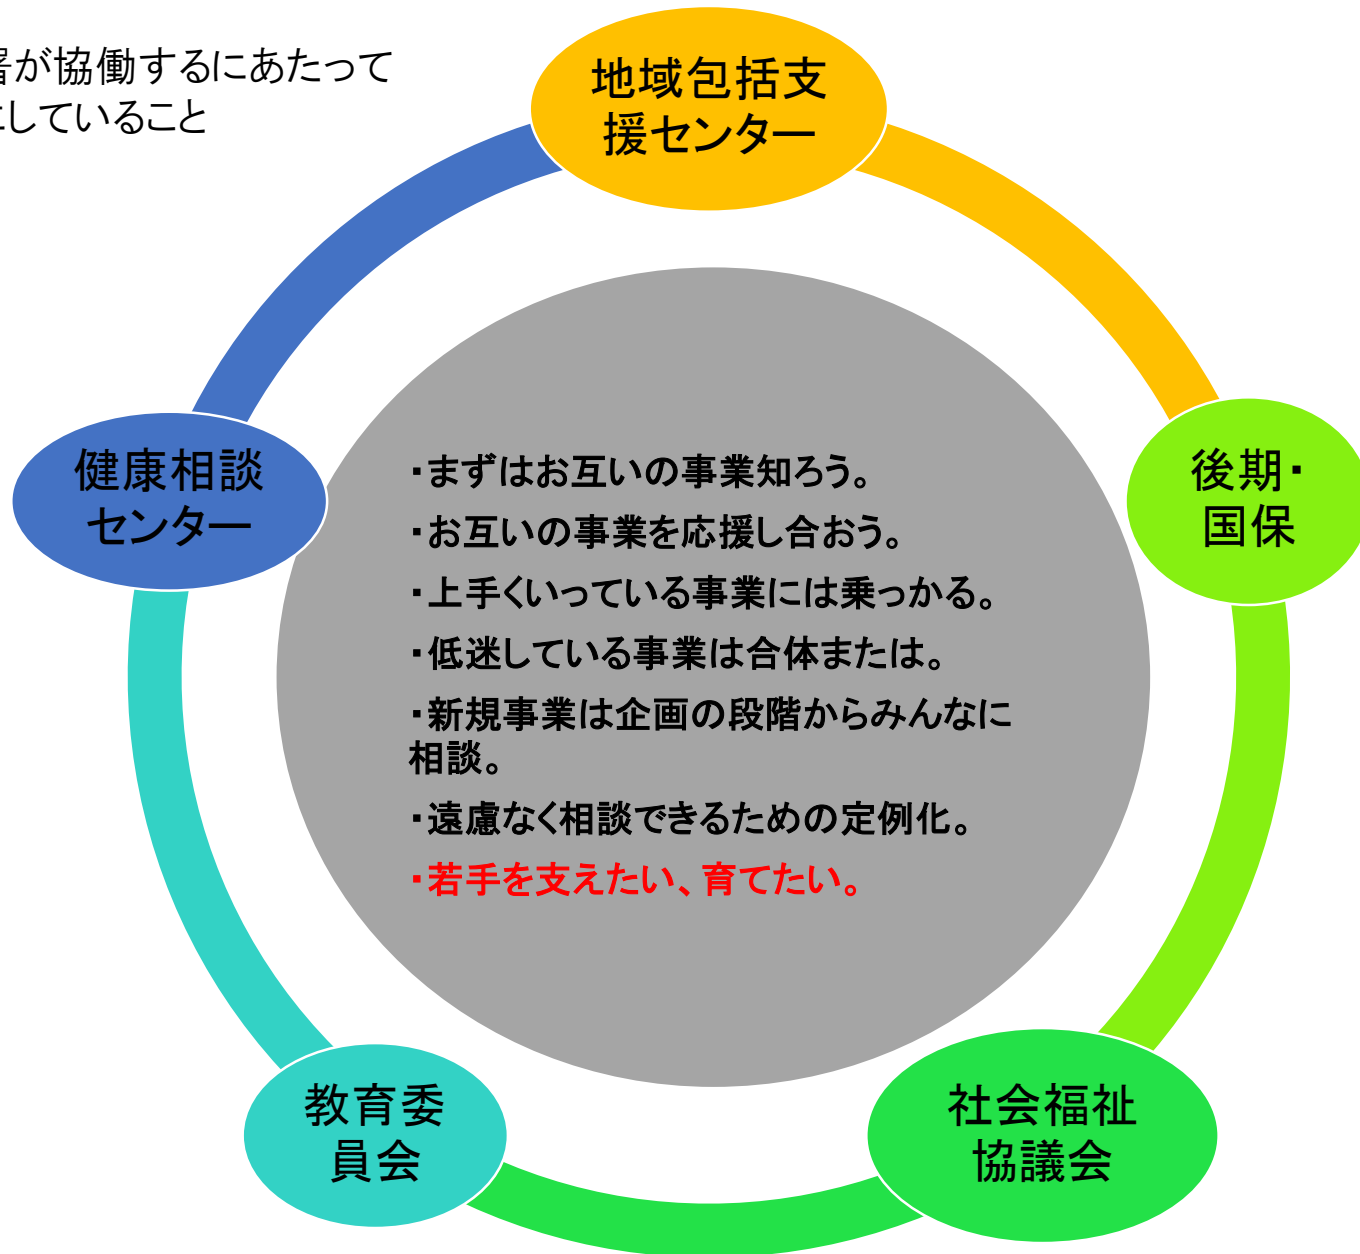 署が協働するにあたって
にしていること
地域包括支
援センター
健康相談
センター
後期・
国保
・まずはお互いの事業知ろう。
・お互いの事業を応援し合おう。
・上手くいっている事業には乗っかる。
・低迷している事業は合体または。
・新規事業は企画の段階からみんなに
相談。
・遠慮なく相談できるための定例化。
・若手を支えたい、育てたい。
教育委
員会
社会福祉
協議会